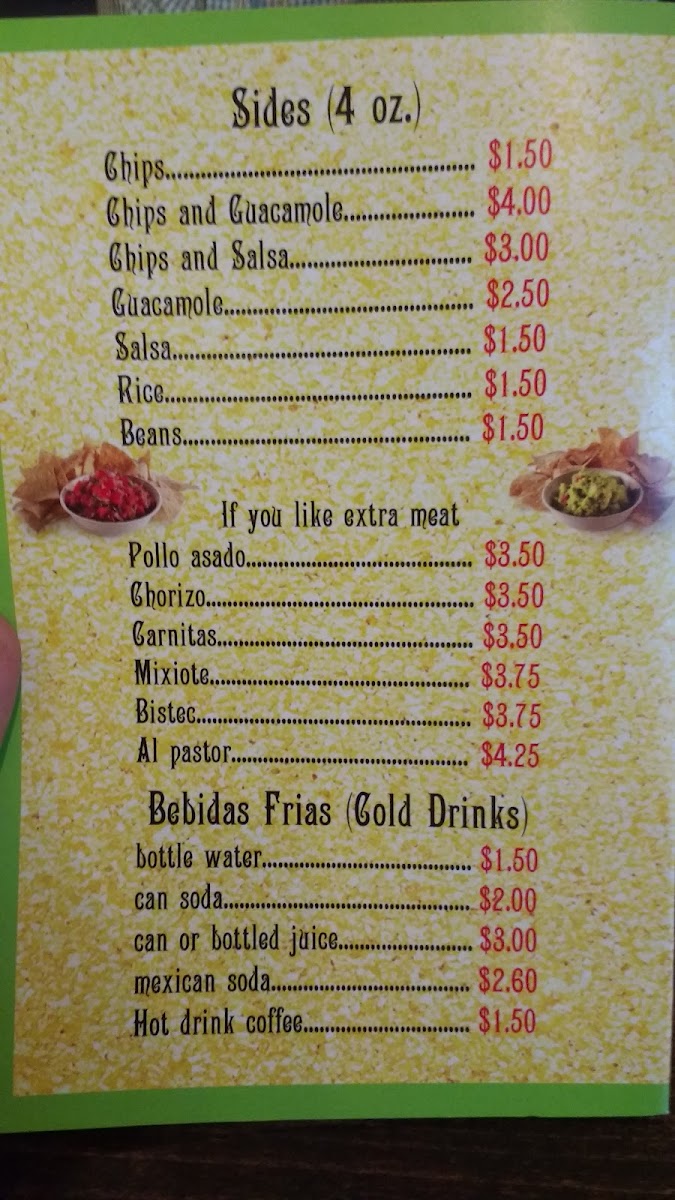 Sides (4 oz.)
Chips........................................................ $1.50
Chips and Guacamole...................... $4.00
Chips and Salsa............................... $3.00
Guacamole........................................... $2.50
Salsa.................................................... $1.50
Rice..................................................... $1.50
Beans.................................................. $1.50
If you like extra meat
Pollo asado........................................ $3.50
Chorizo............................................... $3.50
Carnitas............................................. $3.50
Mixiote.............................................. $3.75
Bistec................................................. $3.75
Al pastor........................................... $4.25
Bebidas Frias (Cold Drinks)
bottle water..................................... $1.50
can soda........................................... $2.00
can or bottled juice....................... $3.00
mexican soda.................................. $2.60
Hot drink coffee............................ $1.50